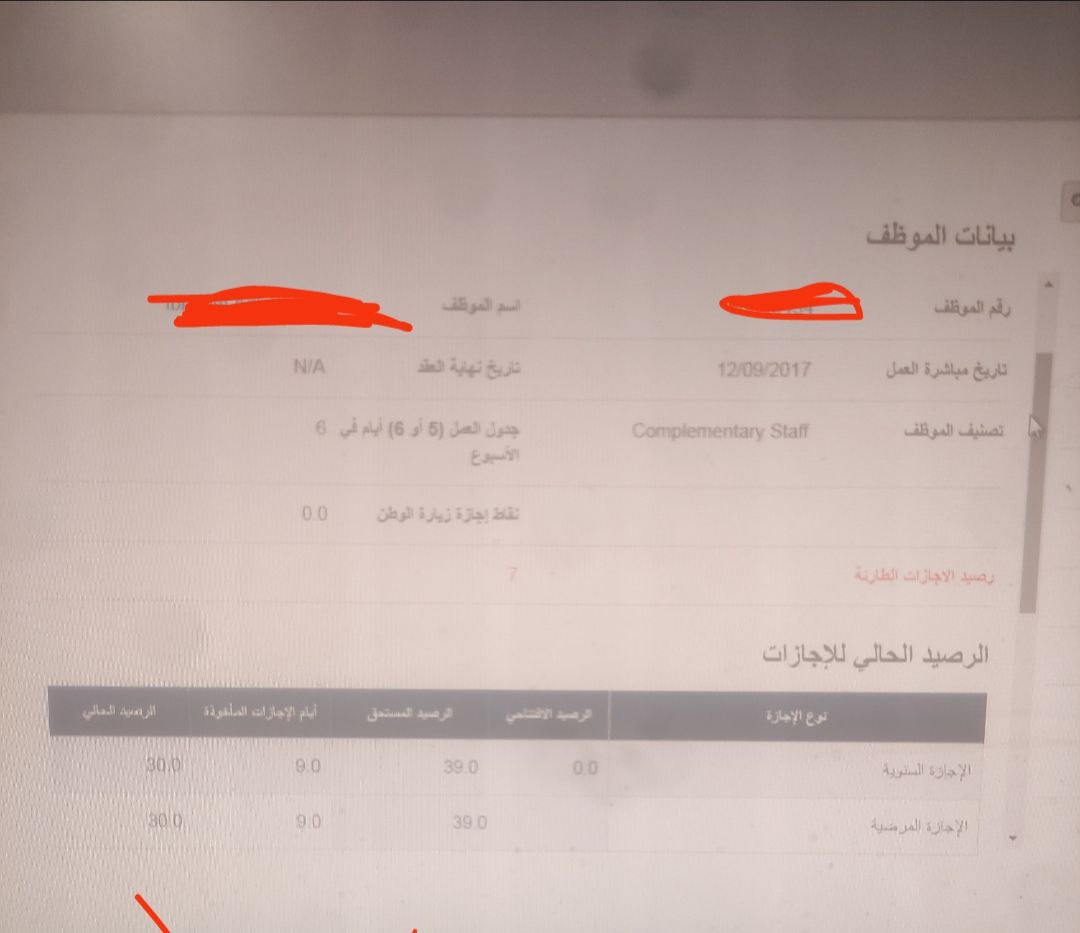 بيانات الموظف
رقم الموظف اسم الموظف
تاريخ مباشرة العمل 12/09/2017 تاريخ نهاية العقد N/A
تصنيف الموظف Complementary Staff جدول العمل (5 أو 6) أيام في 6
الأسبوع
نقاط إجازة زيارة الوطن 0.0
رصيد الاجازات الطارئة 7
الرصيد الحالي للإجازات
نوع الإجازة الرصيد الافتتاحي الرصيد المستحق أيام الإجازات المأخوذة الرصيد الحالي
الإجازة السنوية 0.0 39.0 9.0 30.0
الإجازة المرضية 39.0 9.0 30.0